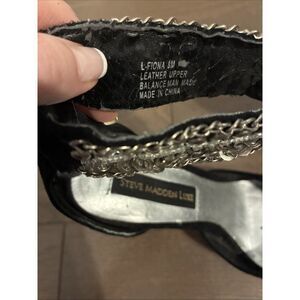 L-FIONA 8M
LEATHER UPPER
BALANCE MAN MADE
MADE IN CHINA
STEVE MADDEN LUXE